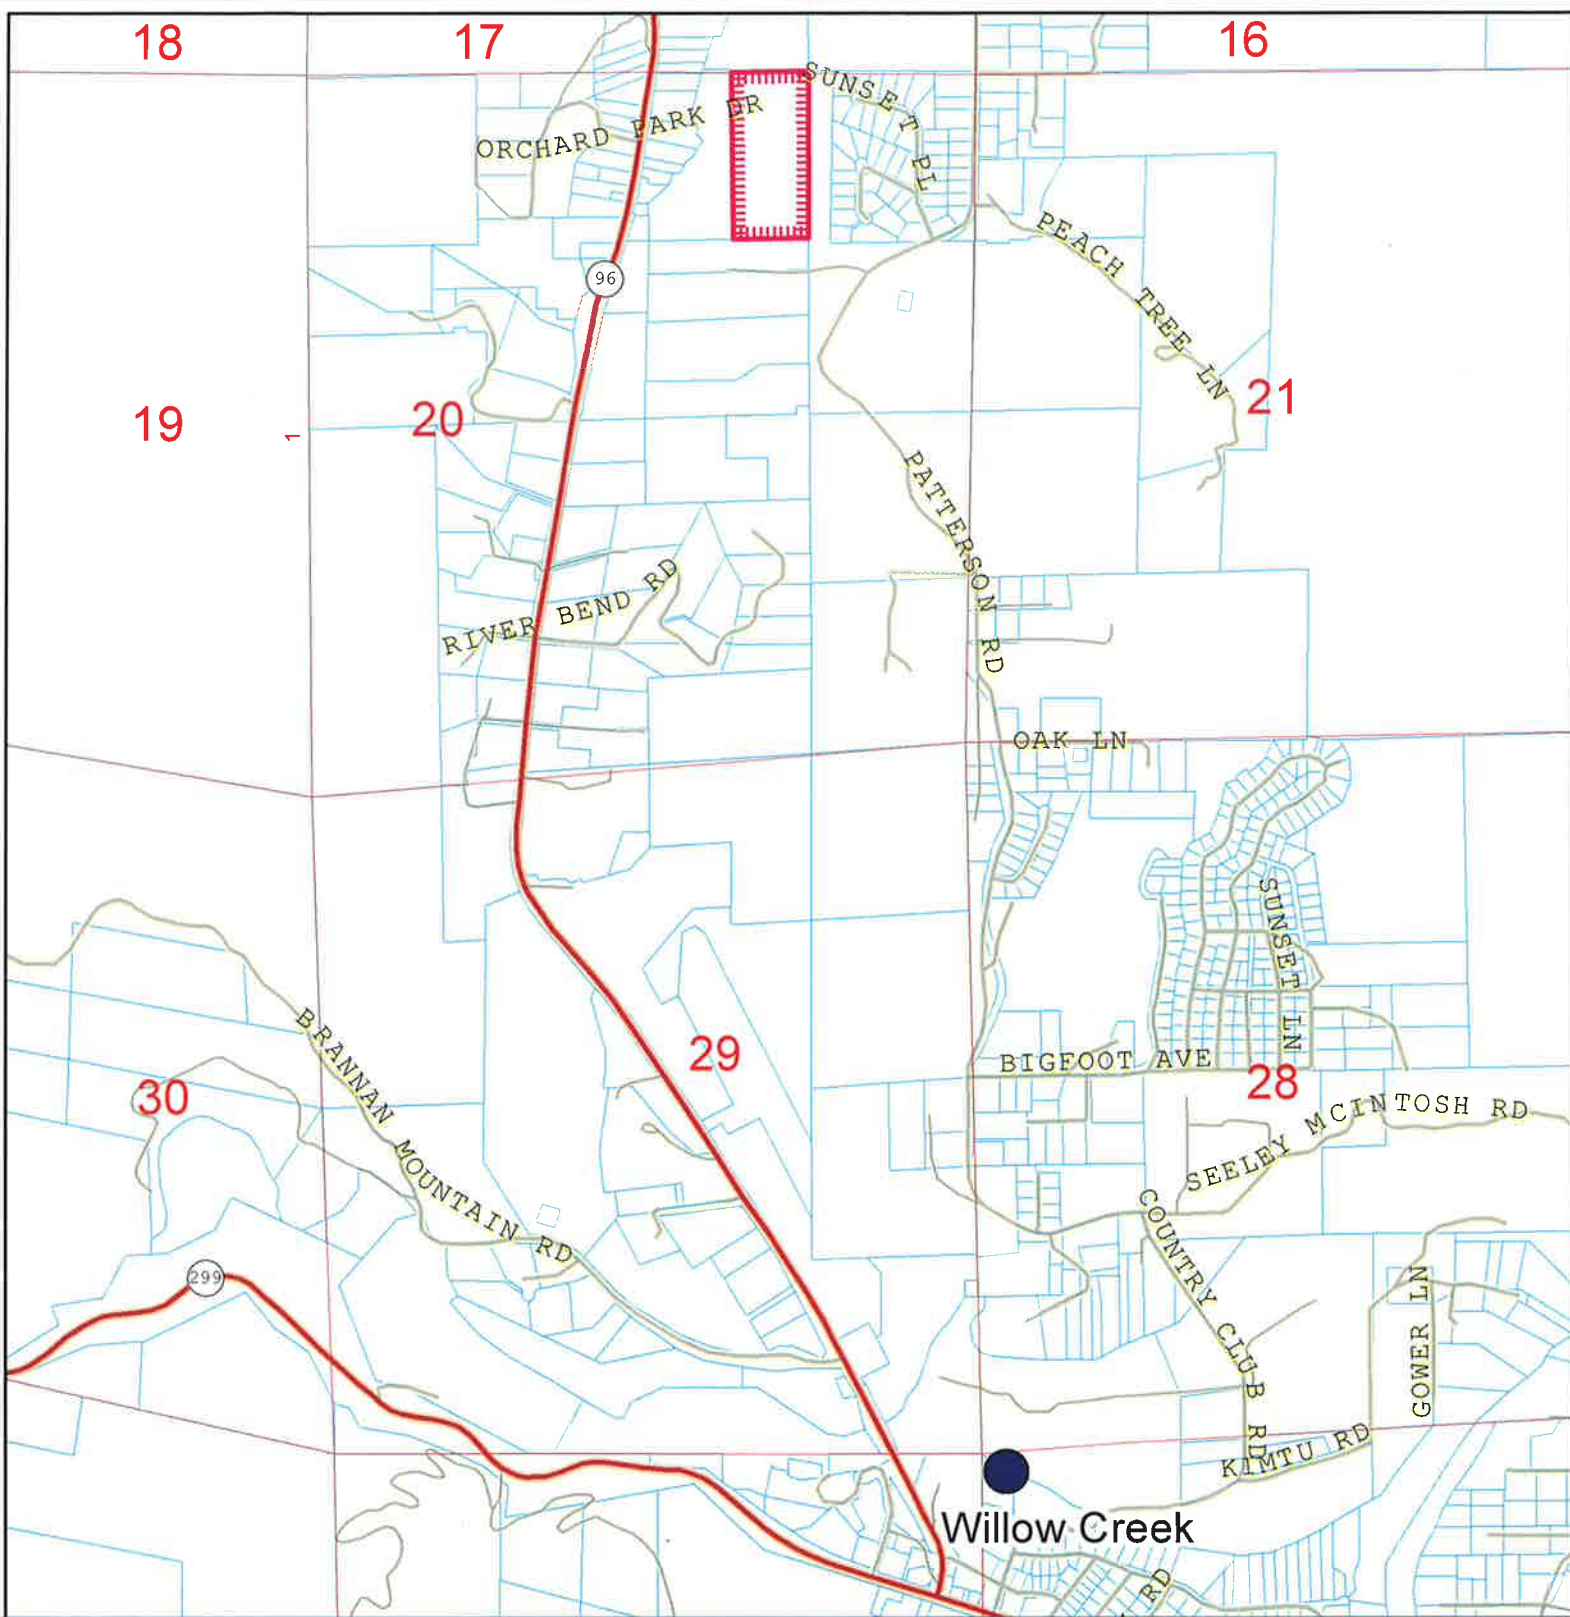 18
17
16
SUNSET PL
ORCHARD PARK DR
PEACH TREE LN
96
19
1
20
21
PATTERSON RD
RIVER BEND RD
OAK LN
SUNSET LN
BRANNAN MOUNTAIN RD
29
BIGFOOT AVE
28
30
SEELEY MCINTOSH RD
COUNTRY CLUB RD
299
GOWER LN
KIMTU RD
Willow Creek
RD